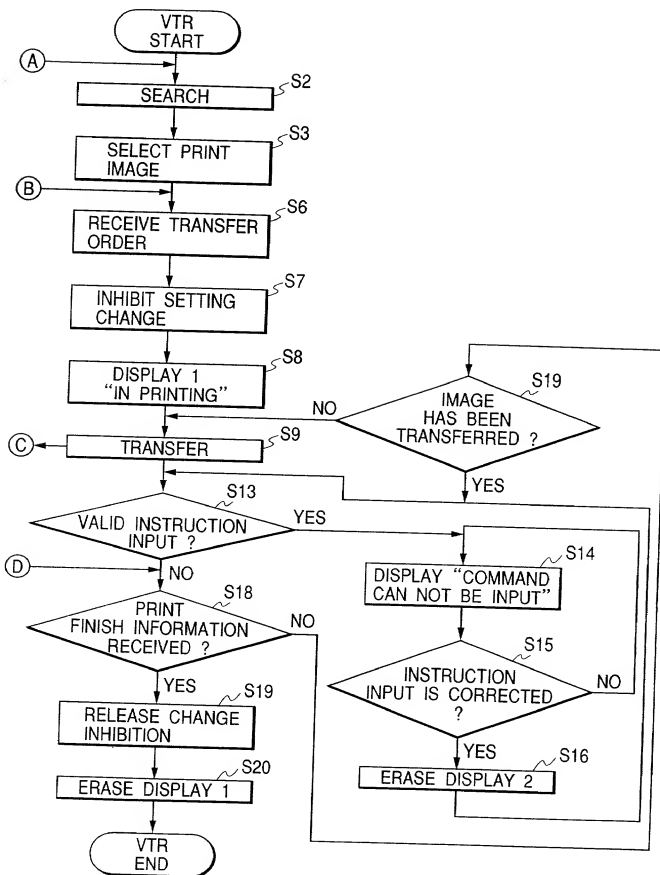 VTR
START
A
S2
SEARCH
S3
SELECT PRINT
IMAGE
B
S6
RECEIVE TRANSFER
ORDER
S7
INHIBIT SETTING
CHANGE
S8
DISPLAY 1
“IN PRINTING”
S19
IMAGE
HAS BEEN
TRANSFERRED ?
NO
YES
C
S9
TRANSFER
S13
VALID INSTRUCTION
INPUT ?
YES
NO
S14
DISPLAY “COMMAND
CAN NOT BE INPUT”
D
S18
PRINT
FINISH INFORMATION
RECEIVED ?
NO
YES
S15
INSTRUCTION
INPUT IS CORRECTED
?
NO
YES
S19
RELEASE CHANGE
INHIBITION
S16
ERASE DISPLAY 2
S20
ERASE DISPLAY 1
VTR
END